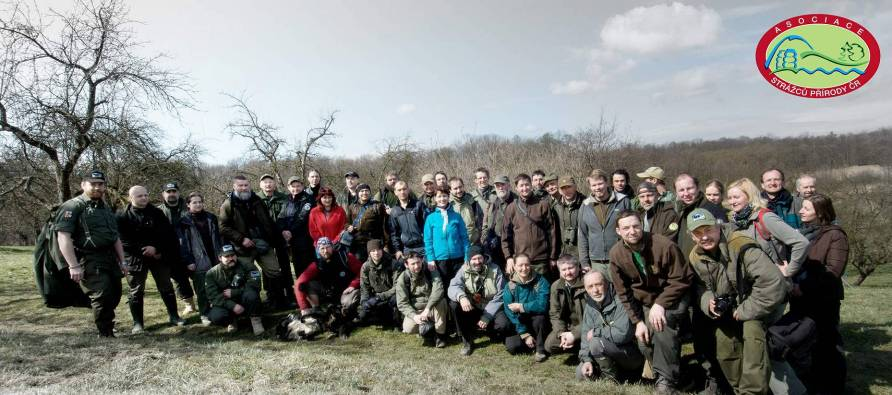 ASOCIACE
STRÁŽCŮ PŘÍRODY ČR